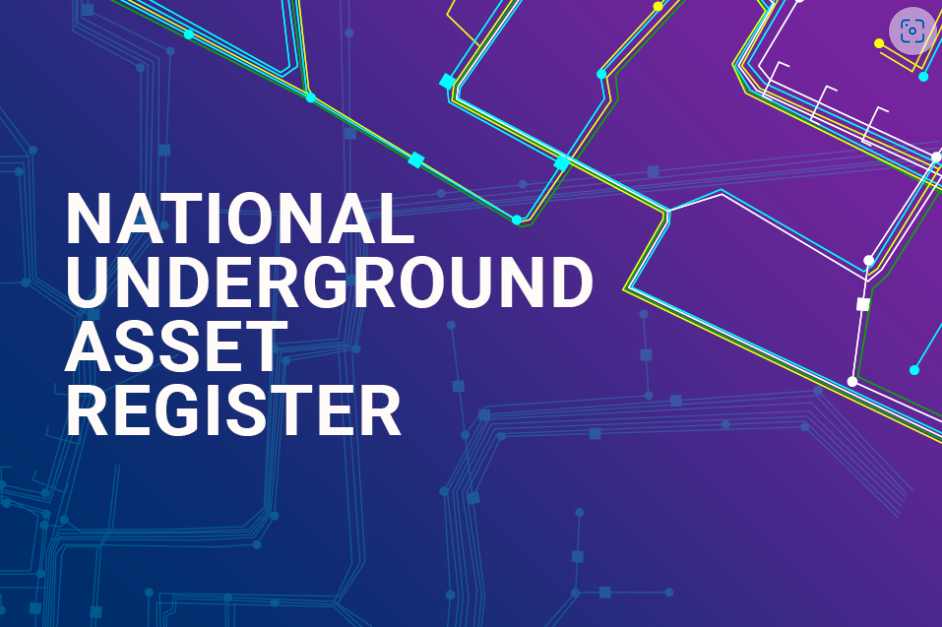 NATIONAL
UNDERGROUND
ASSET
REGISTER